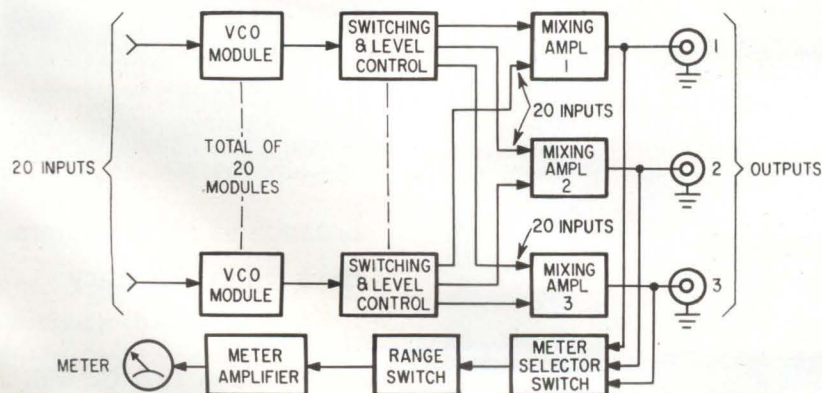 VCO
MODULE
SWITCHING
& LEVEL
CONTROL
MIXING
AMPL
1
1
20 INPUTS
20 INPUTS
TOTAL OF
20
MODULES
MIXING
AMPL
2
2
OUTPUTS
20 INPUTS
VCO
MODULE
SWITCHING
& LEVEL
CONTROL
MIXING
AMPL
3
3
METER
METER
AMPLIFIER
RANGE
SWITCH
METER
SELECTOR
SWITCH